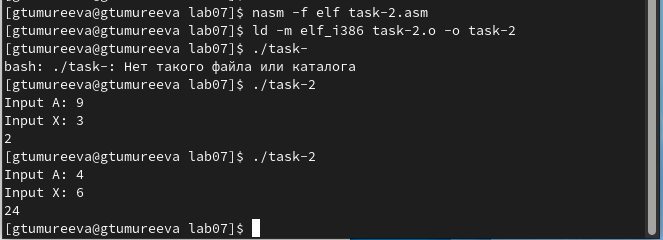 [gtumureeva@gtumureeva lab07]$ nasm -f elf task-2.asm
[gtumureeva@gtumureeva lab07]$ ld -m elf_i386 task-2.o -o task-2
[gtumureeva@gtumureeva lab07]$ ./task-
bash: ./task-: Нет такого файла или каталога
[gtumureeva@gtumureeva lab07]$ ./task-2
Input A: 9
Input X: 3
2
[gtumureeva@gtumureeva lab07]$ ./task-2
Input A: 4
Input X: 6
24
[gtumureeva@gtumureeva lab07]$